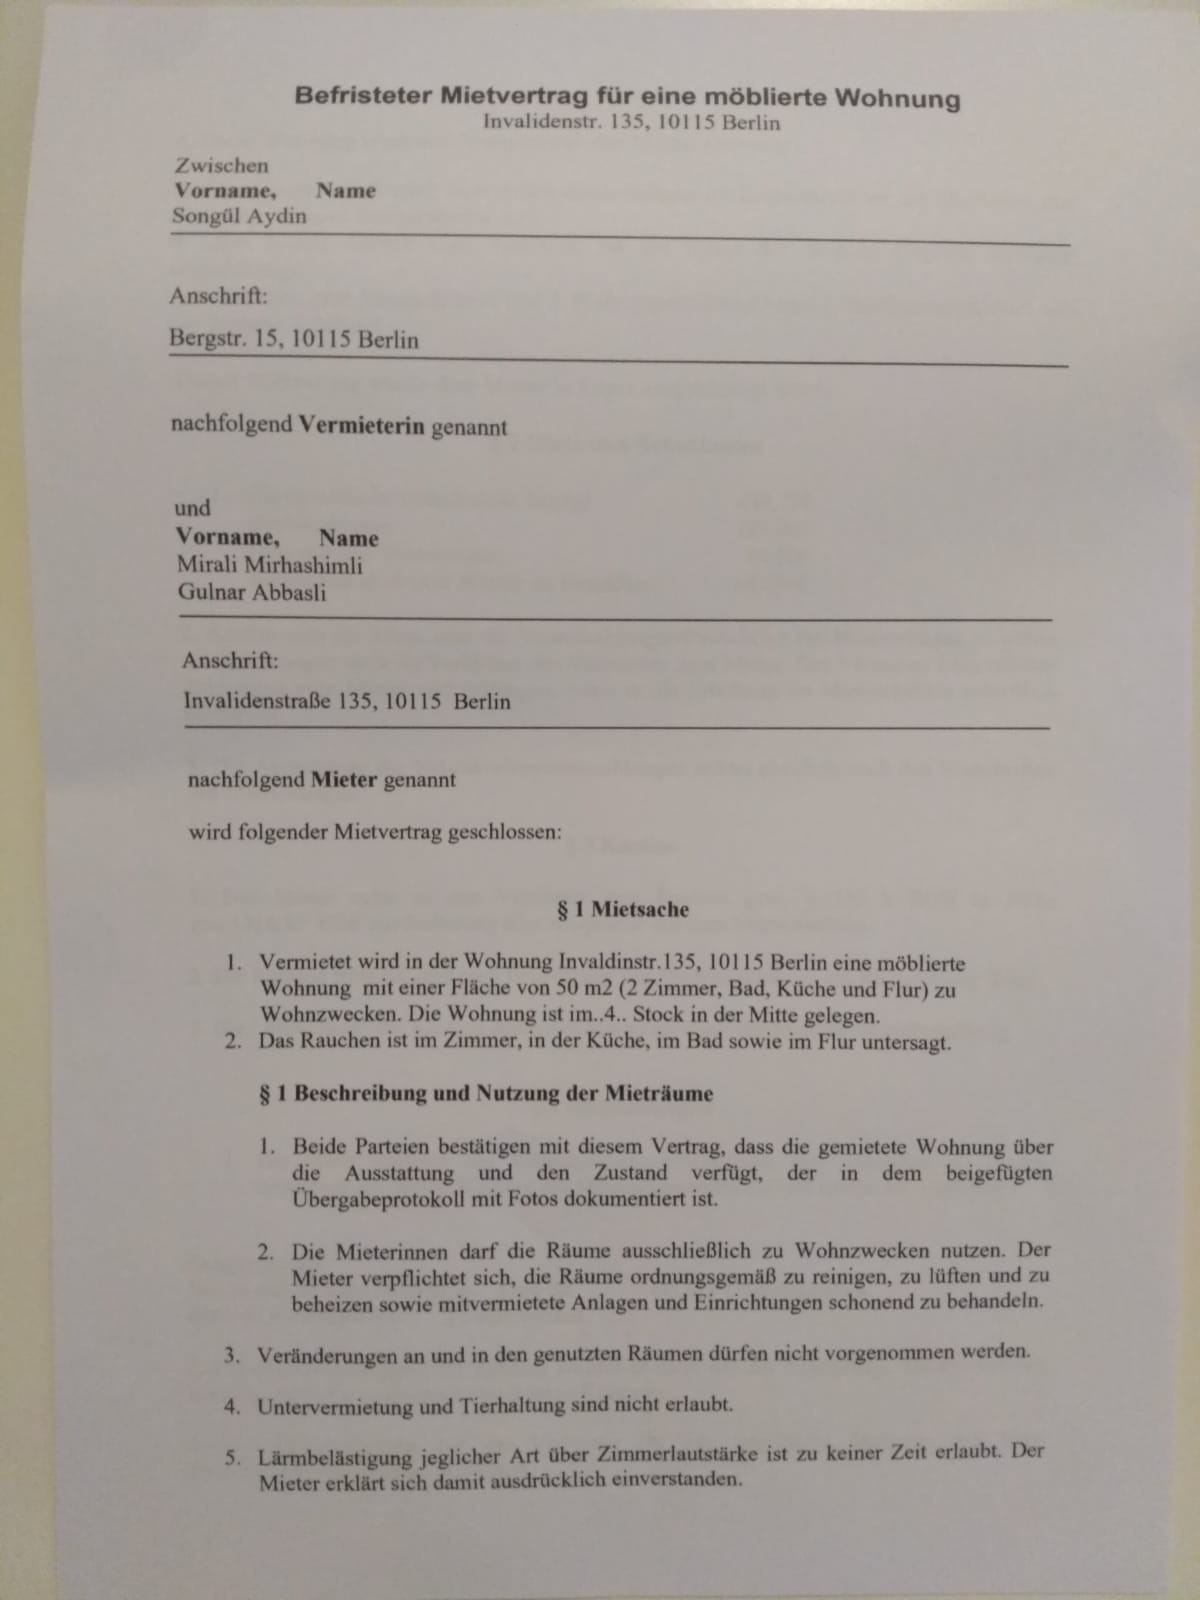 Befristeter Mietvertrag für eine möblierte Wohnung
Invalidenstr. 135, 10115 Berlin
Zwischen
Vorname, Name
Songül Aydin
Anschrift:
Bergstr. 15, 10115 Berlin
nachfolgend Vermieterin genannt
und
Vorname, Name
Mirali Mirhashimli
Gulnar Abbasli
Anschrift:
Invalidenstraße 135, 10115 Berlin
nachfolgend Mieter genannt
wird folgender Mietvertrag geschlossen:
§ 1 Mietsache
1. Vermietet wird in der Wohnung Invaldinstr.135, 10115 Berlin eine möblierte
Wohnung mit einer Fläche von 50 m2 (2 Zimmer, Bad, Küche und Flur) zu
Wohnzwecken. Die Wohnung ist im..4.. Stock in der Mitte gelegen.
2. Das Rauchen ist im Zimmer, in der Küche, im Bad sowie im Flur untersagt.
§ 1 Beschreibung und Nutzung der Mieträume
1. Beide Parteien bestätigen mit diesem Vertrag, dass die gemietete Wohnung über
die Ausstattung und den Zustand verfügt, der in dem beigefügten
Übergabeprotokoll mit Fotos dokumentiert ist.
2. Die Mieterinnen darf die Räume ausschließlich zu Wohnzwecken nutzen. Der
Mieter verpflichtet sich, die Räume ordnungsgemäß zu reinigen, zu lüften und zu
beheizen sowie mitvermietete Anlagen und Einrichtungen schonend zu behandeln.
3. Veränderungen an und in den genutzten Räumen dürfen nicht vorgenommen werden.
4. Untervermietung und Tierhaltung sind nicht erlaubt.
5. Lärmbelästigung jeglicher Art über Zimmerlautstärke ist zu keiner Zeit erlaubt. Der
Mieter erklärt sich damit ausdrücklich einverstanden.